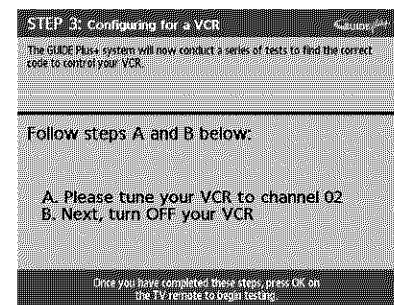 STEP 3: Configuring for a VCR
GUIDE Plus+
The GUIDE Plus+ system will now conduct a series of tests to find the correct
code to control your VCR.
Follow steps A and B below:
A. Please tune your VCR to channel 02
B. Next, turn OFF your VCR
Once you have completed these steps, press OK on
the TV remote to begin testing.